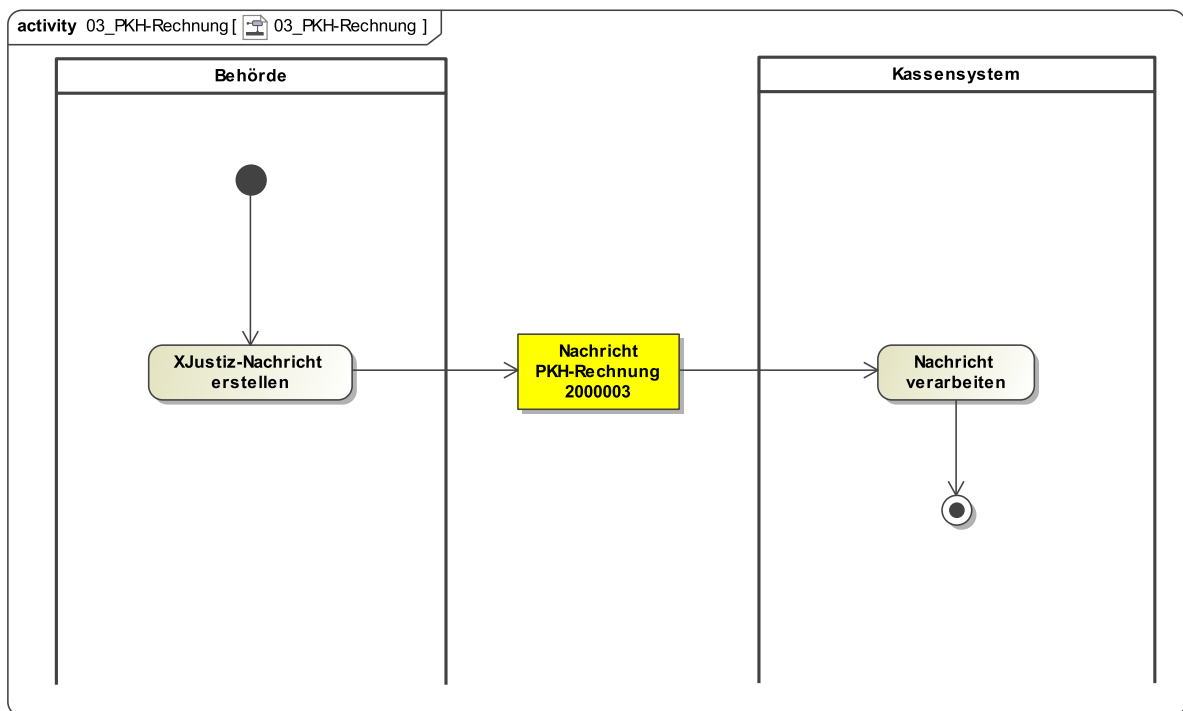 activity 03_PKH-Rechnung [ 03_PKH-Rechnung ]
Behörde
Kassensystem
XJustiz-Nachricht
erstellen
Nachricht
PKH-Rechnung
2000003
Nachricht
verarbeiten